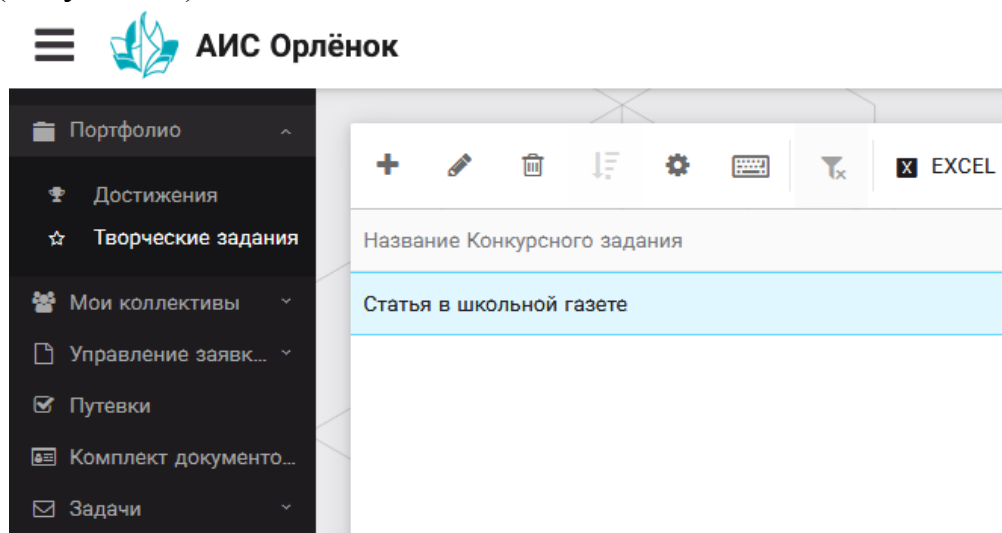 АИС Орлёнок
Портфолио
Достижения
Творческие задания
Мои коллективы
Управление заявк...
Путевки
Комплект документо...
Задачи
X EXCEL
Название Конкурсного задания
Статья в школьной газете